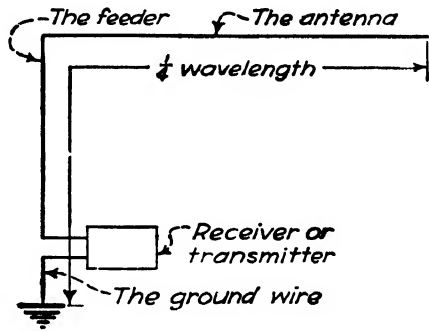 The feeder
The antenna
¼ wavelength
Receiver or
transmitter
The ground wire